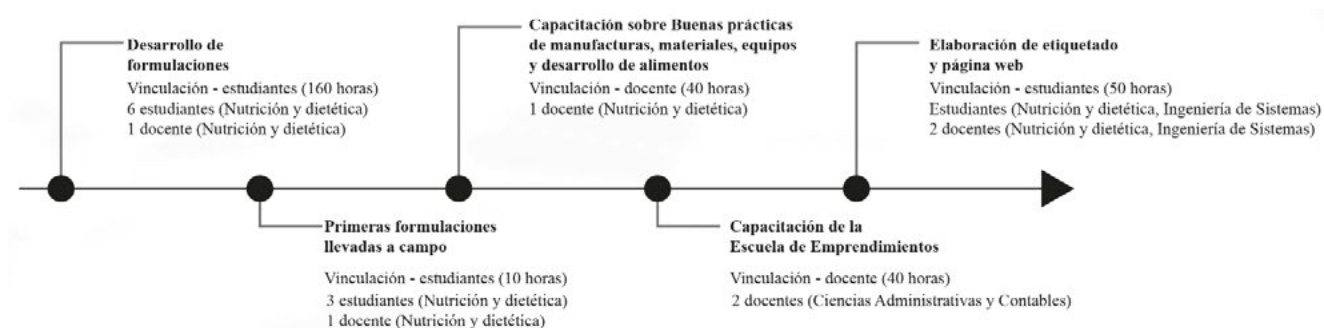 Desarrollo de
formulaciones
Vinculación - estudiantes (160 horas)
6 estudiantes (Nutrición y dietética)
1 docente (Nutrición y dietética)
Primeras formulaciones
llevadas a campo
Vinculación - estudiantes (10 horas)
3 estudiantes (Nutrición y dietética)
1 docente (Nutrición y dietética)
Capacitación sobre Buenas prácticas
de manufacturas, materiales, equipos
y desarrollo de alimentos
Vinculación - docente (40 horas)
1 docente (Nutrición y dietética)
Capacitación de la
Escuela de Emprendimientos
Vinculación - docente (40 horas)
2 docentes (Ciencias Administrativas y Contables)
Elaboración de etiquetado
y página web
Vinculación - estudiantes (50 horas)
Estudiantes (Nutrición y dietética, Ingeniería de Sistemas)
2 docentes (Nutrición y dietética, Ingeniería de Sistemas)